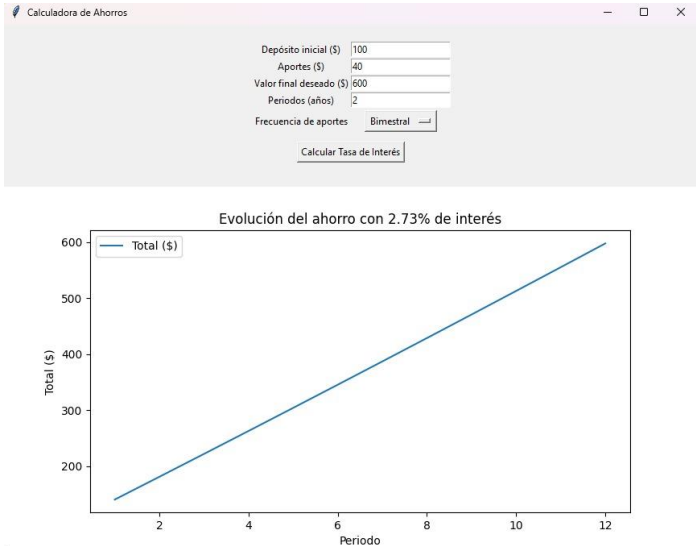 Calculadora de Ahorros
Depósito inicial ($) 100
Aportes ($) 40
Valor final deseado ($) 600
Periodos (años) 2
Frecuencia de aportes Bimestral
Calcular Tasa de Interés
Evolución del ahorro con 2.73% de interés
Total ($)
600
500
400
300
200
Total ($)
2 4 6 8 10 12
Periodo